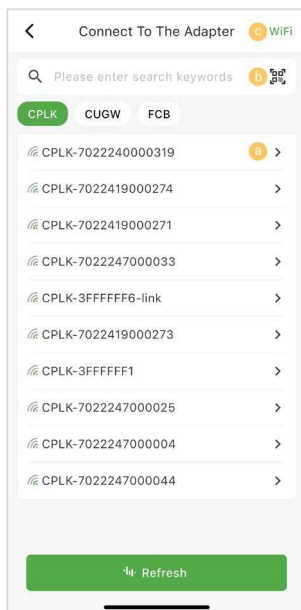 Connect To The Adapter c WiFi
Please enter search keywords b
CPLK CUGW FCB
CPLK-7022240000319 a
CPLK-7022419000274
CPLK-7022419000271
CPLK-7022247000033
CPLK-3FFFFFF6-link
CPLK-7022419000273
CPLK-3FFFFFF1
CPLK-7022247000025
CPLK-7022247000004
CPLK-7022247000044
Refresh